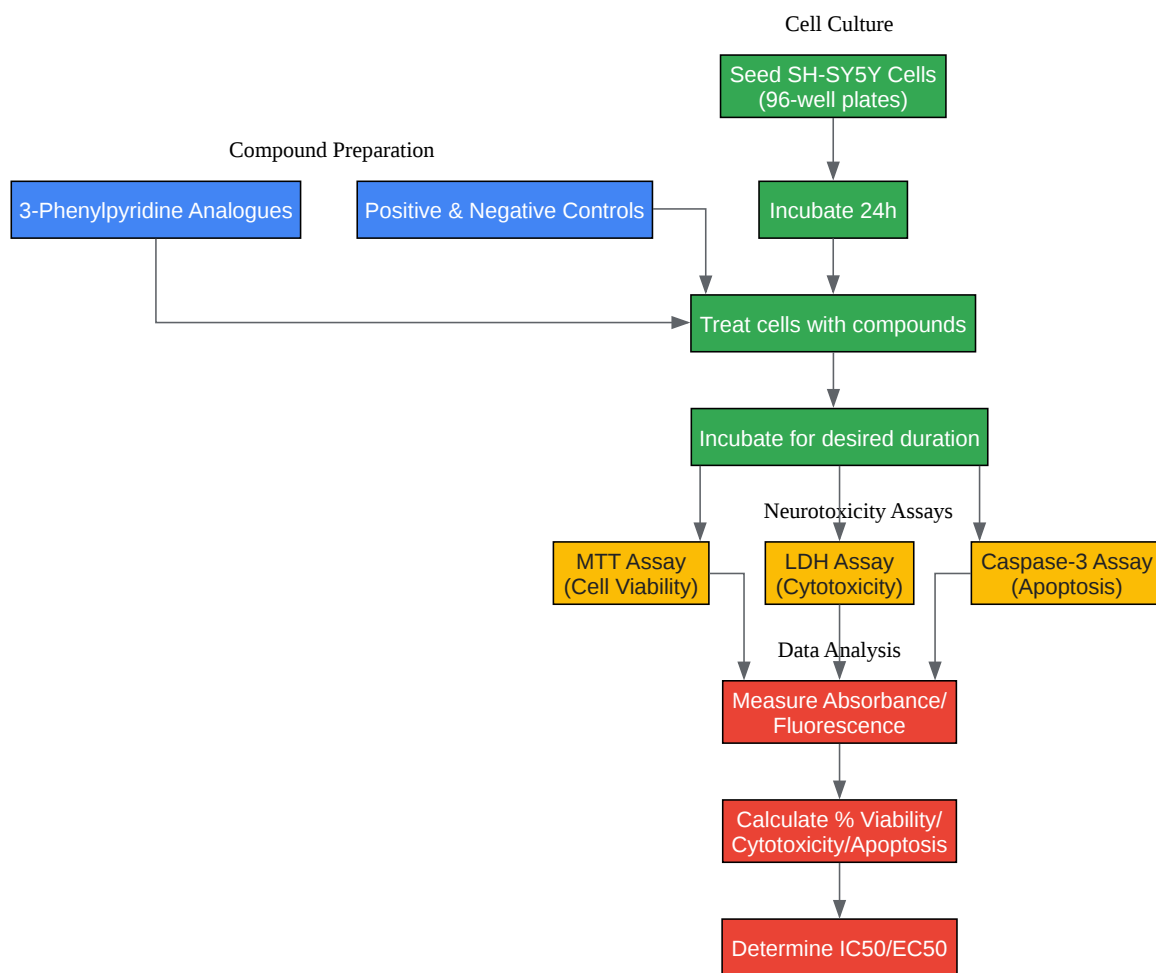 Cell Culture
Seed SH-SY5Y Cells
(96-well plates)
Compound Preparation
3-Phenylpyridine Analogues
Positive & Negative Controls
Incubate 24h
Treat cells with compounds
Incubate for desired duration
Neurotoxicity Assays
MTT Assay
(Cell Viability)
LDH Assay
(Cytotoxicity)
Caspase-3 Assay
(Apoptosis)
Data Analysis
Measure Absorbance/
Fluorescence
Calculate % Viability/
Cytotoxicity/Apoptosis
Determine IC50/EC50